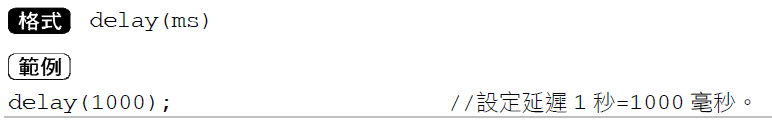 格式 delay(ms)
範例
delay(1000); //設定延遲 1 秒=1000 毫秒。